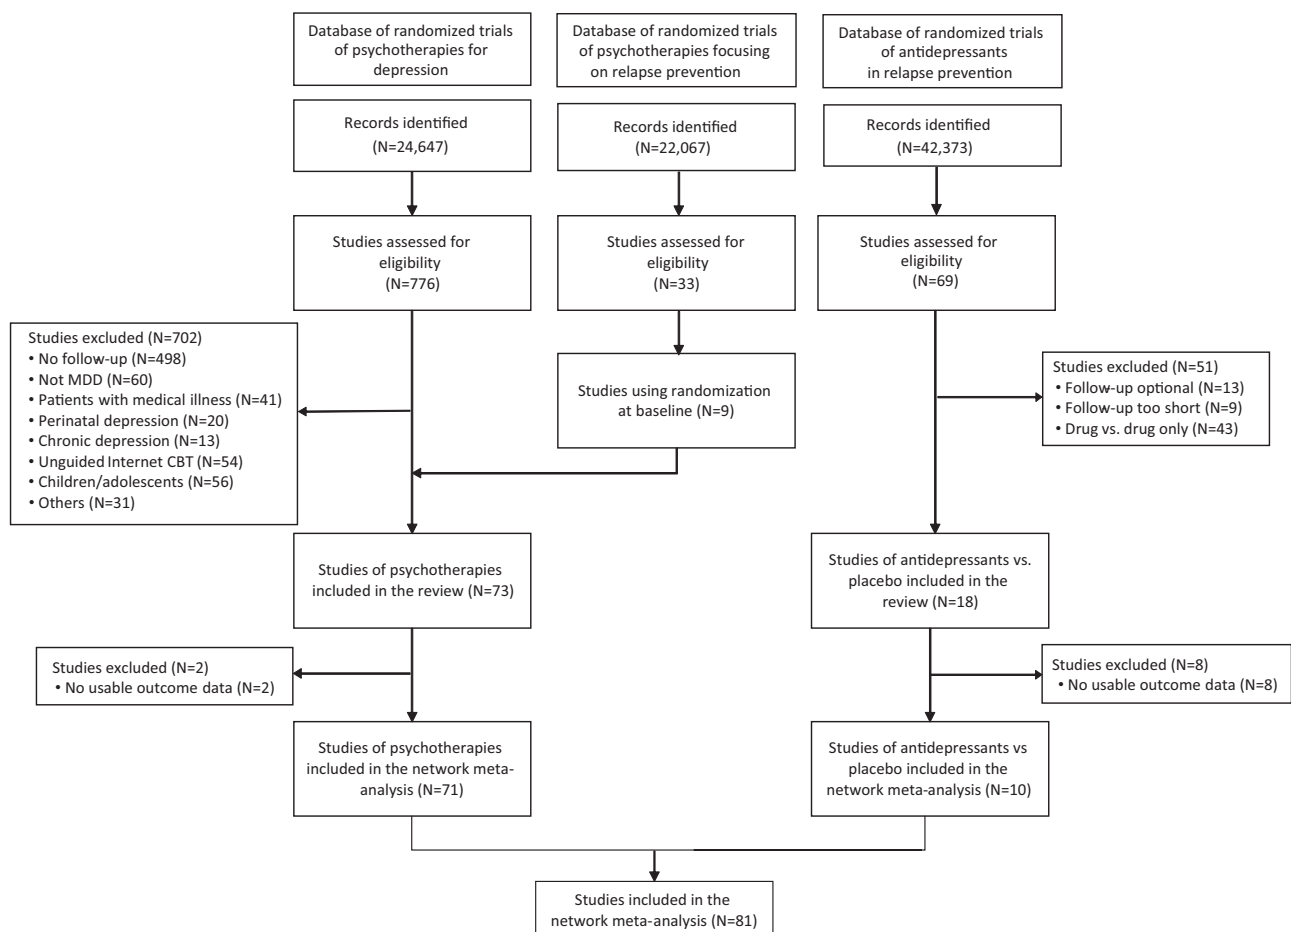 Database of randomized trials
of psychotherapies for
depression
Database of randomized trials
of psychotherapies focusing
on relapse prevention
Database of randomized trials
of antidepressants
in relapse prevention
Records identified
(N=24,647)
Records identified
(N=22,067)
Records identified
(N=42,373)
Studies assessed for
eligibility
(N=776)
Studies assessed for
eligibility
(N=33)
Studies assessed for
eligibility
(N=69)
Studies excluded (N=702)
• No follow-up (N=498)
• Not MDD (N=60)
• Patients with medical illness (N=41)
• Perinatal depression (N=20)
• Chronic depression (N=13)
• Unguided Internet CBT (N=54)
• Children/adolescents (N=56)
• Others (N=31)
Studies using randomization
at baseline
(N=9)
Studies excluded (N=51)
• Follow-up optional (N=13)
• Follow-up too short (N=9)
• Drug vs. drug only (N=43)
Studies of psychotherapies
included in the review (N=73)
Studies of antidepressants vs.
placebo included in the
review (N=18)
Studies excluded (N=2)
• No usable outcome data (N=2)
Studies excluded (N=8)
• No usable outcome data (N=8)
Studies of psychotherapies
included in the network meta-
analysis (N=71)
Studies of antidepressants vs
placebo included in the
network meta-analysis (N=10)
Studies included in the
network meta-analysis (N=81)